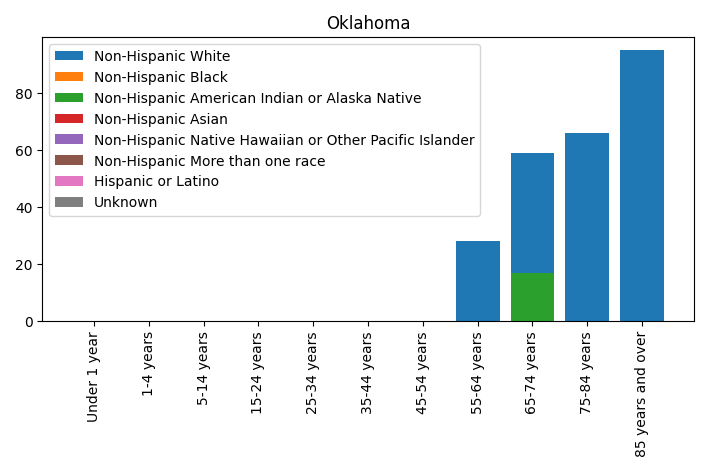 Oklahoma
Non-Hispanic White
Non-Hispanic Black
Non-Hispanic American Indian or Alaska Native
Non-Hispanic Asian
Non-Hispanic Native Hawaiian or Other Pacific Islander
Non-Hispanic More than one race
Hispanic or Latino
Unknown
80
60
40
20
0
Under 1 year
1-4 years
5-14 years
15-24 years
25-34 years
35-44 years
45-54 years
55-64 years
65-74 years
75-84 years
85 years and over